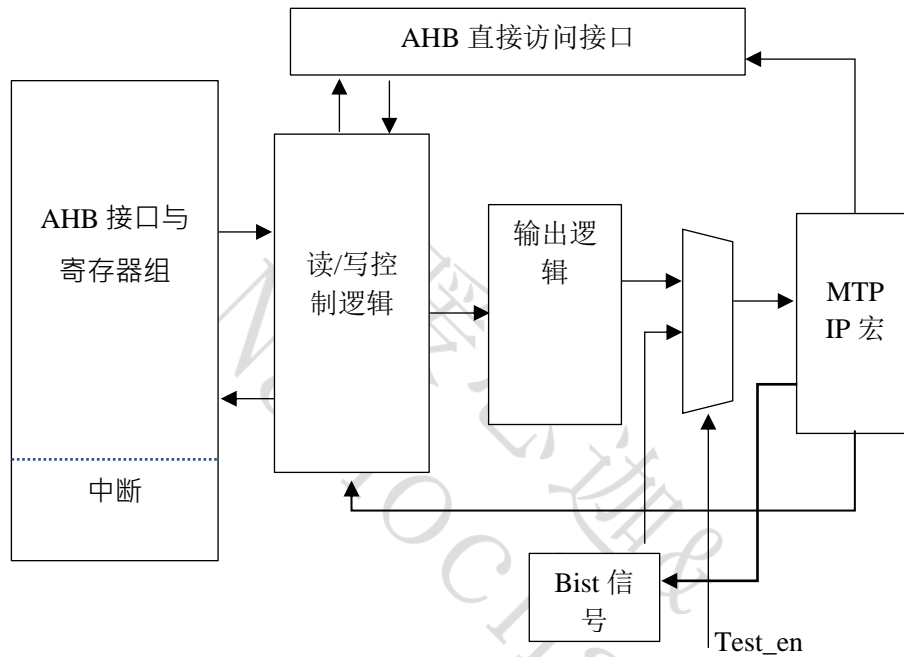 AHB 直接访问接口
AHB 接口与
寄存器组
中断
读/写控
制逻辑
输出逻
辑
MTP
IP 宏
Bist 信
号
Test_en